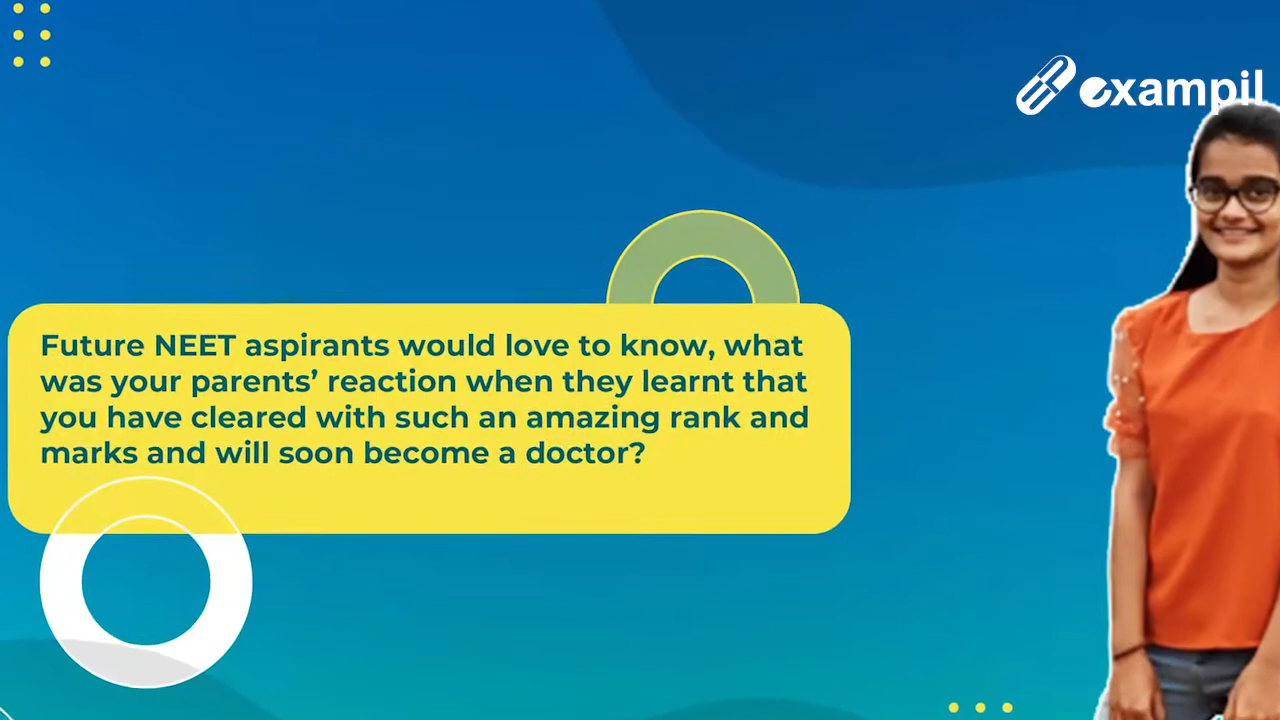 exampil
Future NEET aspirants would love to know, what
was your parents’ reaction when they learnt that
you have cleared with such an amazing rank and
marks and will soon become a doctor?